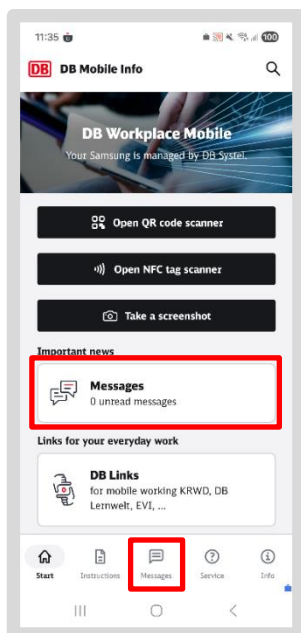 11:35
100
DB DB Mobile Info
DB Workplace Mobile
Your Samsung is managed by DB Systel.
Open QR code scanner
Open NFC tag scanner
Take a screenshot
Important news
Messages
0 unread messages
Links for your everyday work
DB Links
for mobile working KRWD, DB
Lernwelt, EVI, ...
Start Instructions Messages Service Info